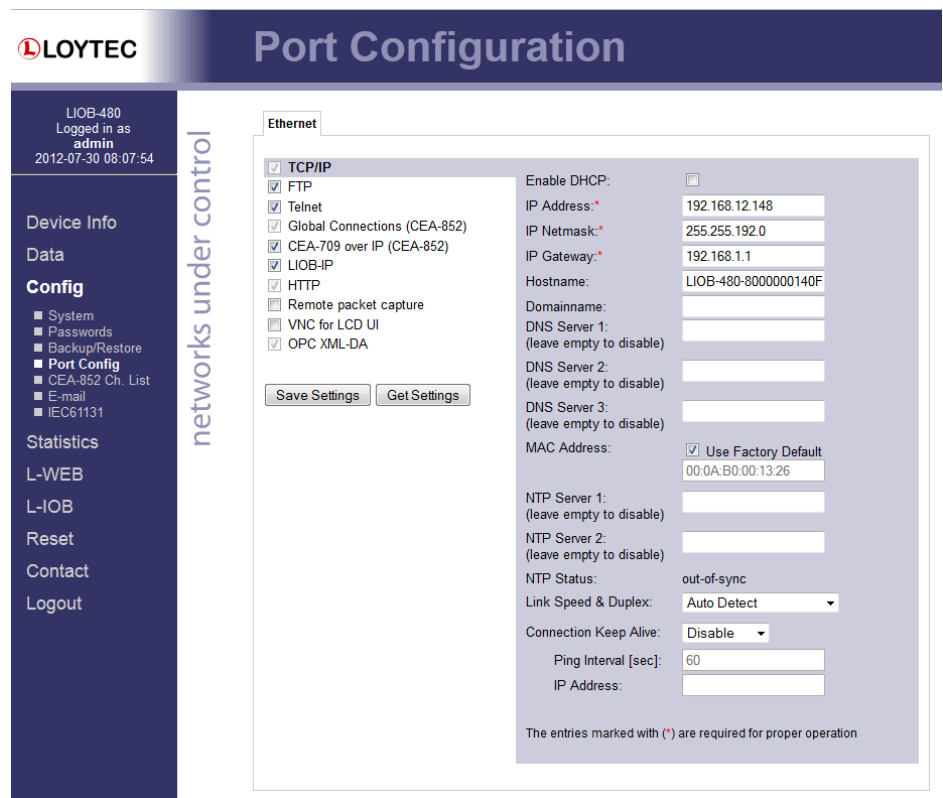 LOYTEC
Port Configuration
LIOB-480
Logged in as
admin
2012-07-30 08:07:54
Device Info
Data
Config
System
Passwords
Backup/Restore
Port Config
CEA-852 Ch. List
E-mail
IEC61131
Statistics
L-WEB
L-IOB
Reset
Contact
Logout
networks under control
Ethernet
TCP/IP
FTP
Telnet
Global Connections (CEA-852)
CEA-709 over IP (CEA-852)
LIOB-IP
HTTP
Remote packet capture
VNC for LCD UI
OPC XML-DA
Save Settings Get Settings
Enable DHCP:
IP Address:* 192.168.12.148
IP Netmask:* 255.255.192.0
IP Gateway:* 192.168.1.1
Hostname: LIOB-480-8000000140F
Domainname:
DNS Server 1:
(leave empty to disable)
DNS Server 2:
(leave empty to disable)
DNS Server 3:
(leave empty to disable)
MAC Address: Use Factory Default
00:0A:B0:00:13:26
NTP Server 1:
(leave empty to disable)
NTP Server 2:
(leave empty to disable)
NTP Status: out-of-sync
Link Speed & Duplex: Auto Detect
Connection Keep Alive: Disable
Ping Interval [sec]: 60
IP Address:
The entries marked with (*) are required for proper operation